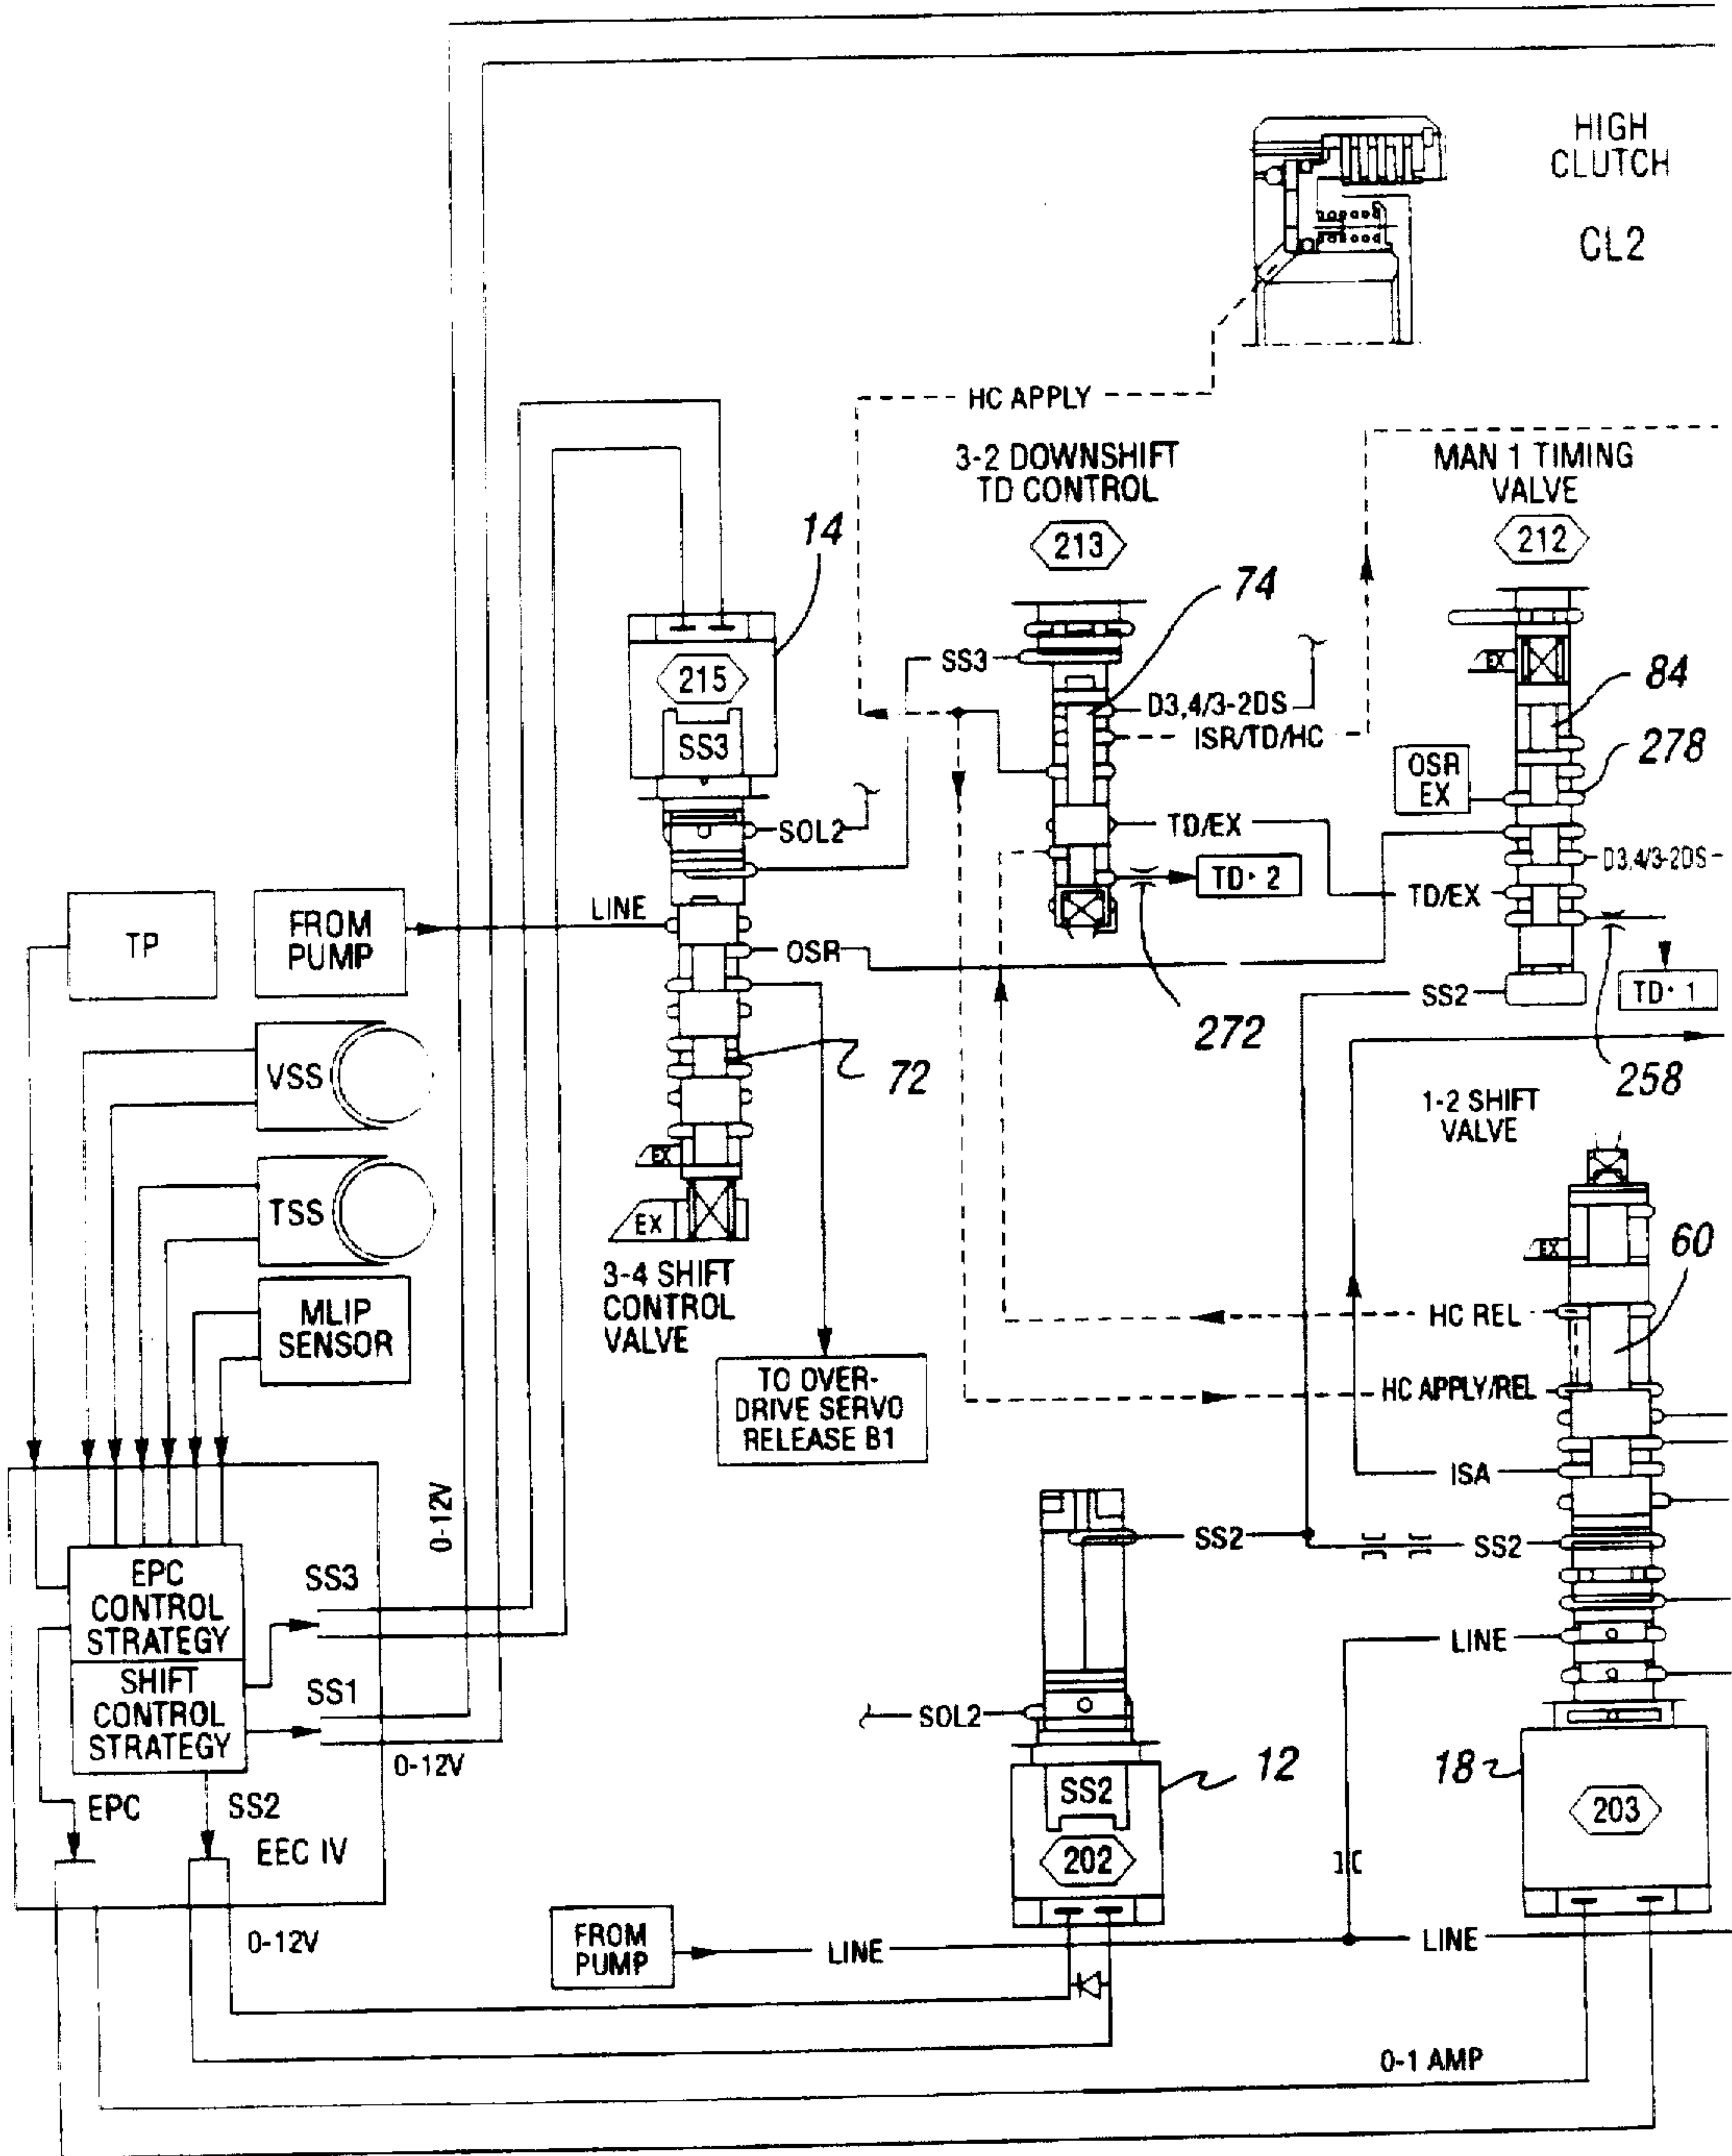 HIGH
CLUTCH
CL2
HC APPLY
3-2 DOWNSHIFT
TD CONTROL
213
MAN 1 TIMING
VALVE
212
14
74
84
278
215
SS3
SS3
D3,4/3-2DS
ISR/TD/HC
EX
OSR
EX
SOL2
TD/EX
D3,4/3-2DS
TD·2
TD/EX
TP
FROM
PUMP
LINE
OSR
SS2
TD·1
272
258
72
VSS
1-2 SHIFT
VALVE
EX
TSS
EX
EX
60
3-4 SHIFT
CONTROL
VALVE
MLIP
SENSOR
HC REL
TO OVER-
DRIVE SERVO
RELEASE B1
HC APPLY/REL
ISA
0-12V
SS2
SS2
EPC
CONTROL
STRATEGY
SS3
LINE
SHIFT
CONTROL
STRATEGY
SS1
SOL2
0-12V
12
18
SS2
203
EPC
SS2
EEC IV
202
0-12V
FROM
PUMP
LINE
LINE
0-1 AMP